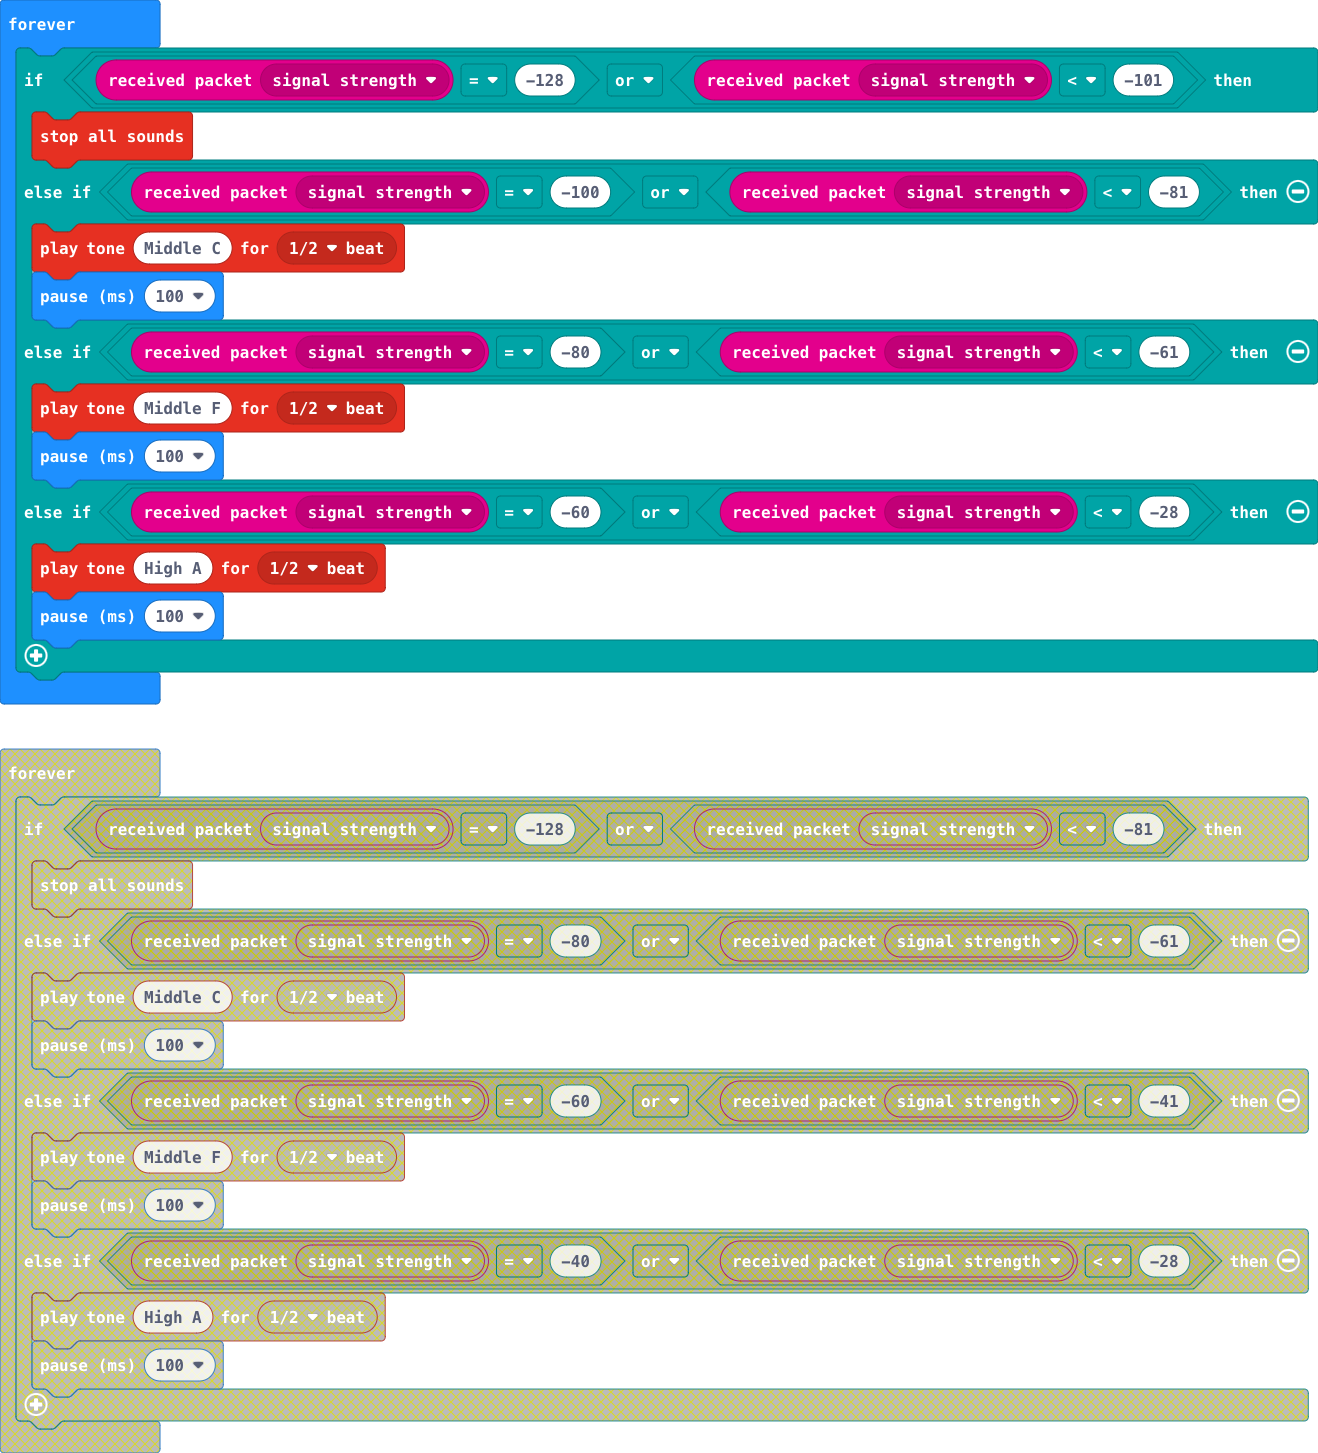 forever
if received packet signal strength = -128 or received packet signal strength < -101 then
stop all sounds
else if received packet signal strength = -100 or received packet signal strength < -81 then
play tone Middle C for 1/2 beat
pause (ms) 100
else if received packet signal strength = -80 or received packet signal strength < -61 then
play tone Middle F for 1/2 beat
pause (ms) 100
else if received packet signal strength = -60 or received packet signal strength < -28 then
play tone High A for 1/2 beat
pause (ms) 100
forever
if received packet signal strength = -128 or received packet signal strength < -81 then
stop all sounds
else if received packet signal strength = -80 or received packet signal strength < -61 then
play tone Middle C for 1/2 beat
pause (ms) 100
else if received packet signal strength = -60 or received packet signal strength < -41 then
play tone Middle F for 1/2 beat
pause (ms) 100
else if received packet signal strength = -40 or received packet signal strength < -28 then
play tone High A for 1/2 beat
pause (ms) 100